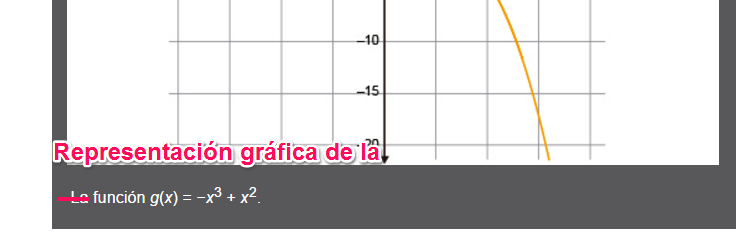 –10
–15
Representación gráfica de la
La función g(x) = −x³ + x².